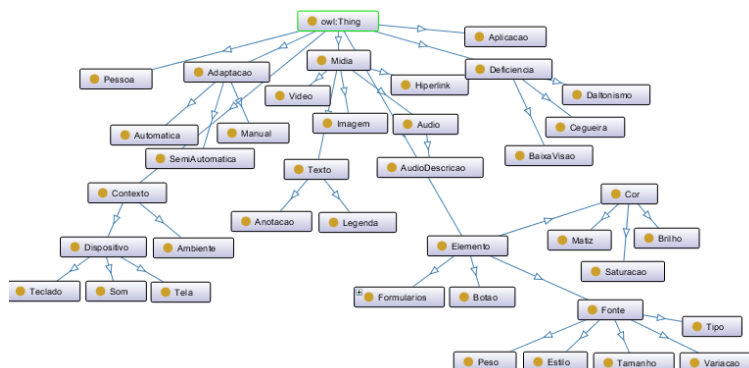 owl:Thing
Aplicacao
Pessoa
Adaptacao
Midia
Deficiencia
Video
Hiperlink
Daltonismo
Automatica
Manual
Imagem
Audio
Cegueira
SemiAutomatica
BaixaVisao
Texto
AudioDescricao
Contexto
Cor
Anotacao
Legenda
Dispositivo
Ambiente
Elemento
Matiz
Brilho
Saturacao
Teclado
Som
Tela
Formularios
Botao
Fonte
Tipo
Peso
Estilo
Tamanho
Variacao